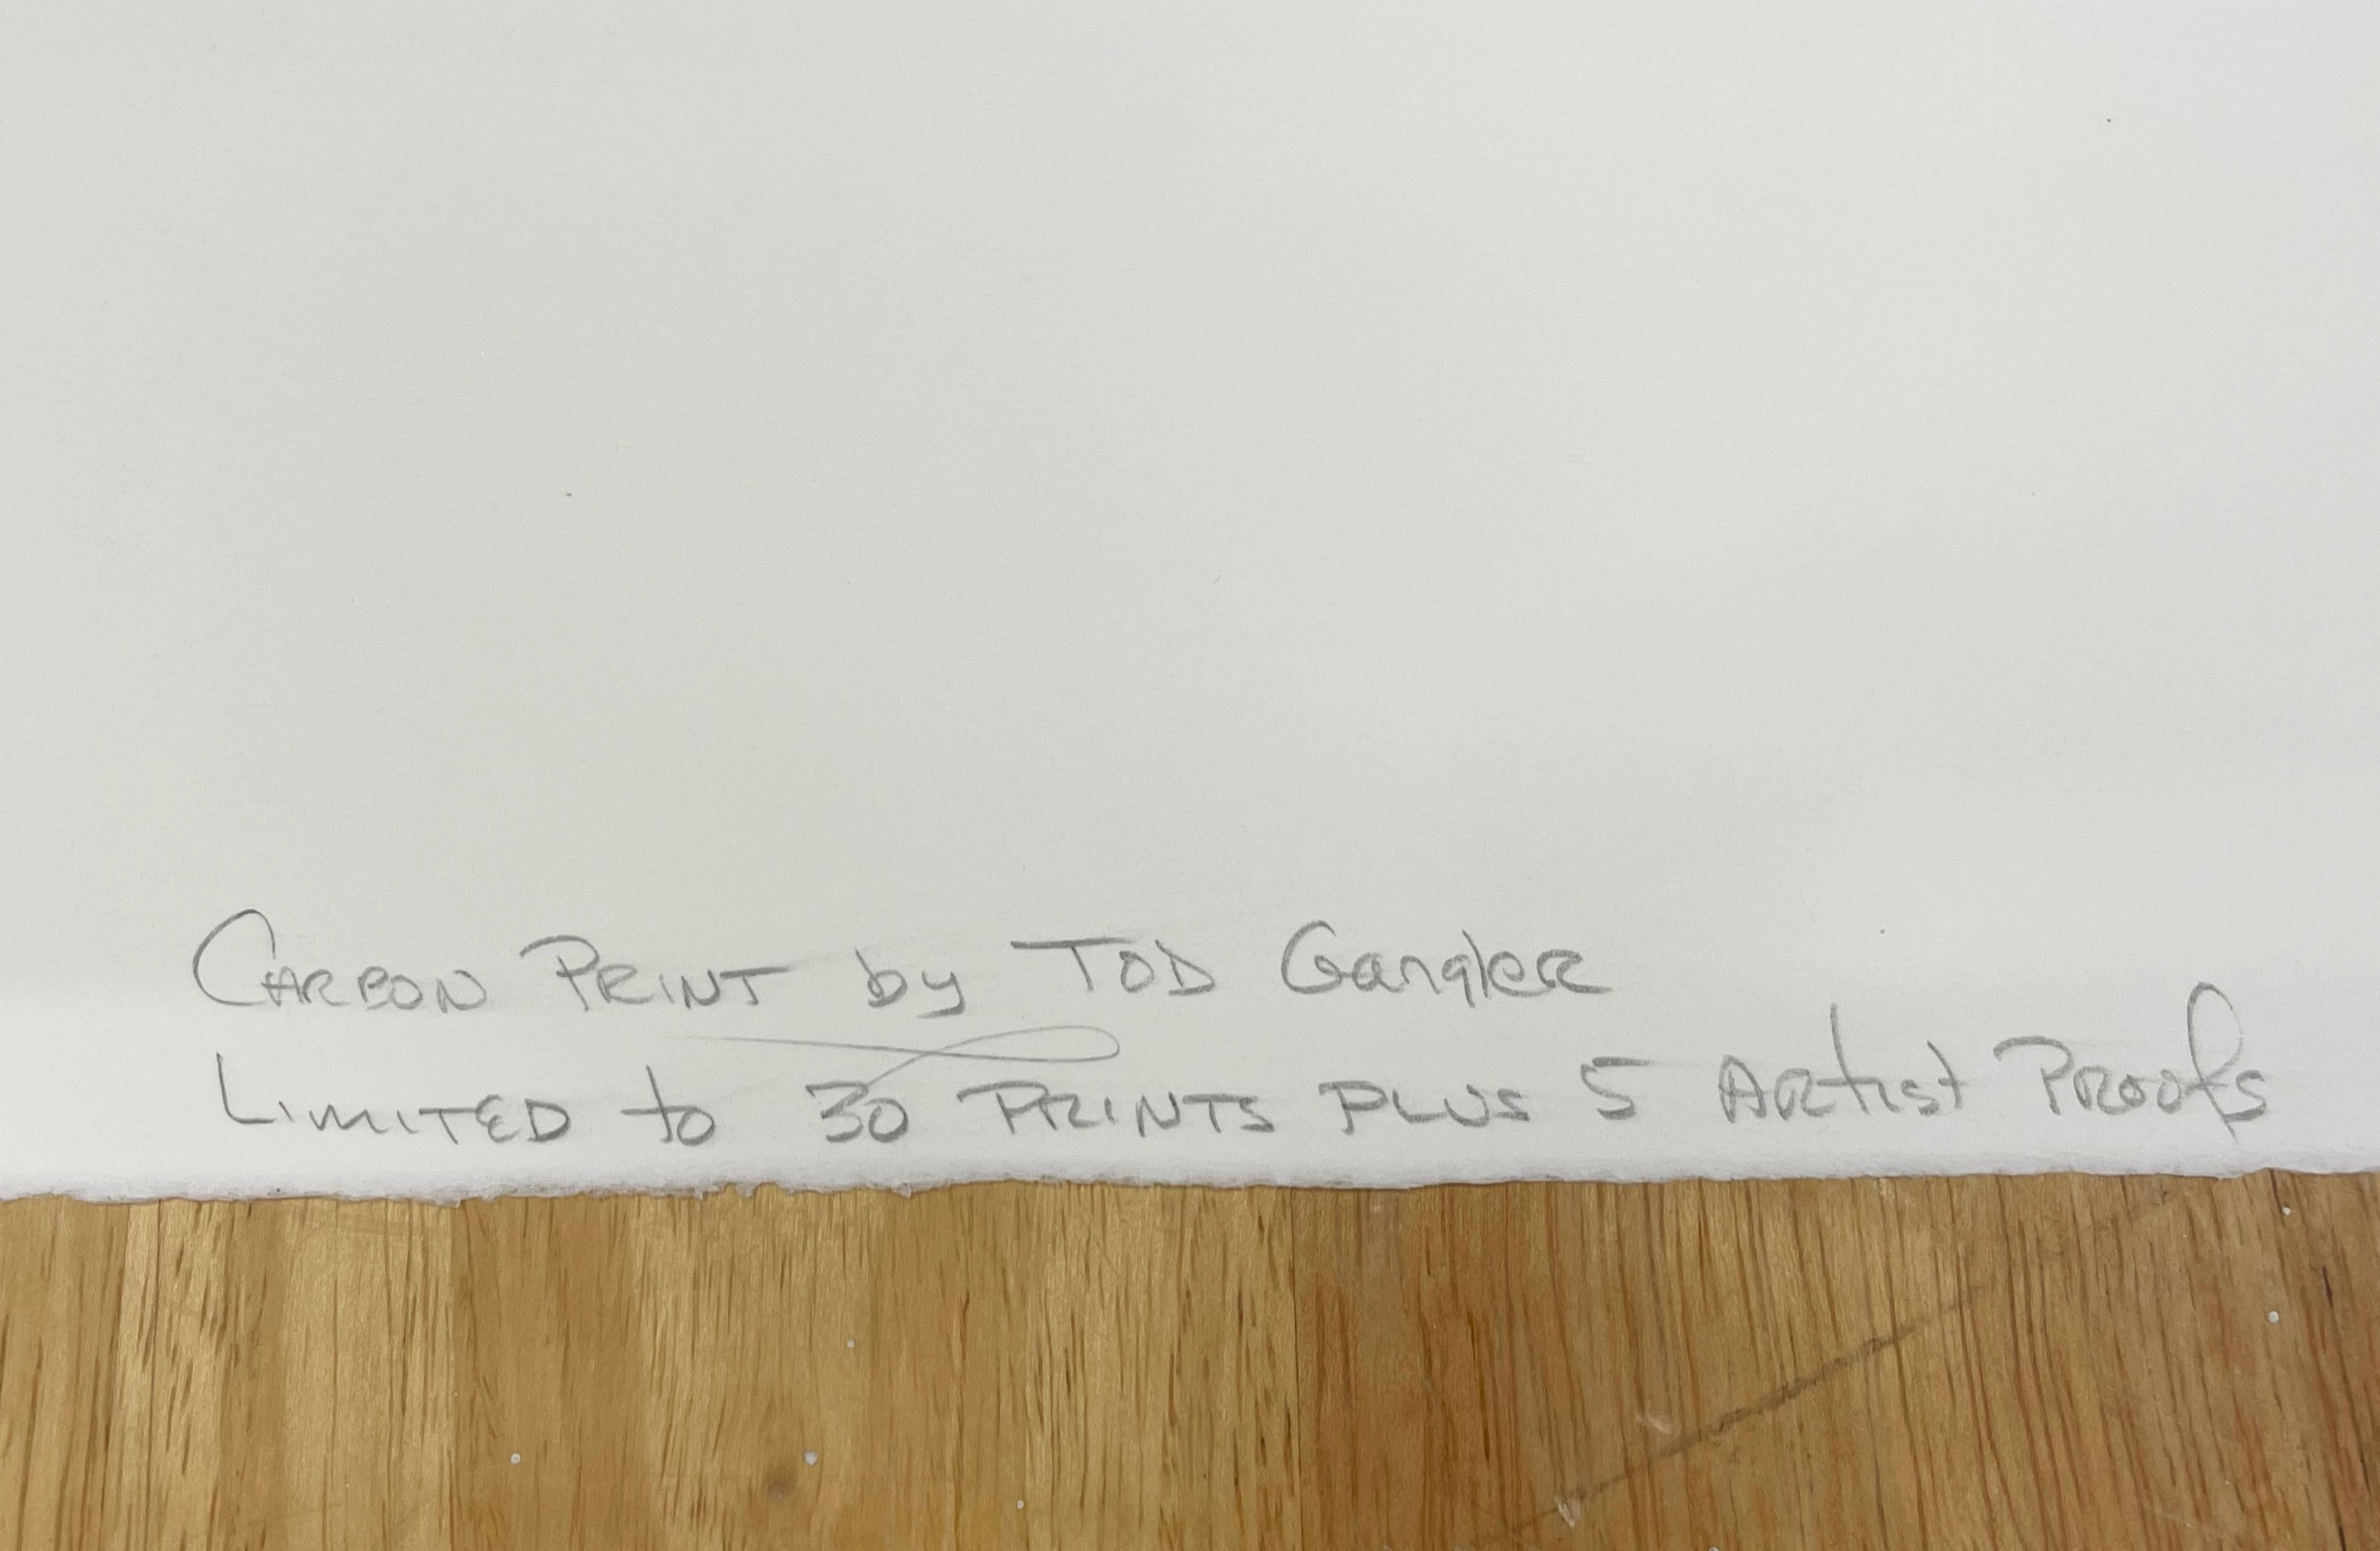 Carbon Print by Tod Gangler
Limited to 30 Prints plus 5 Artist Proofs